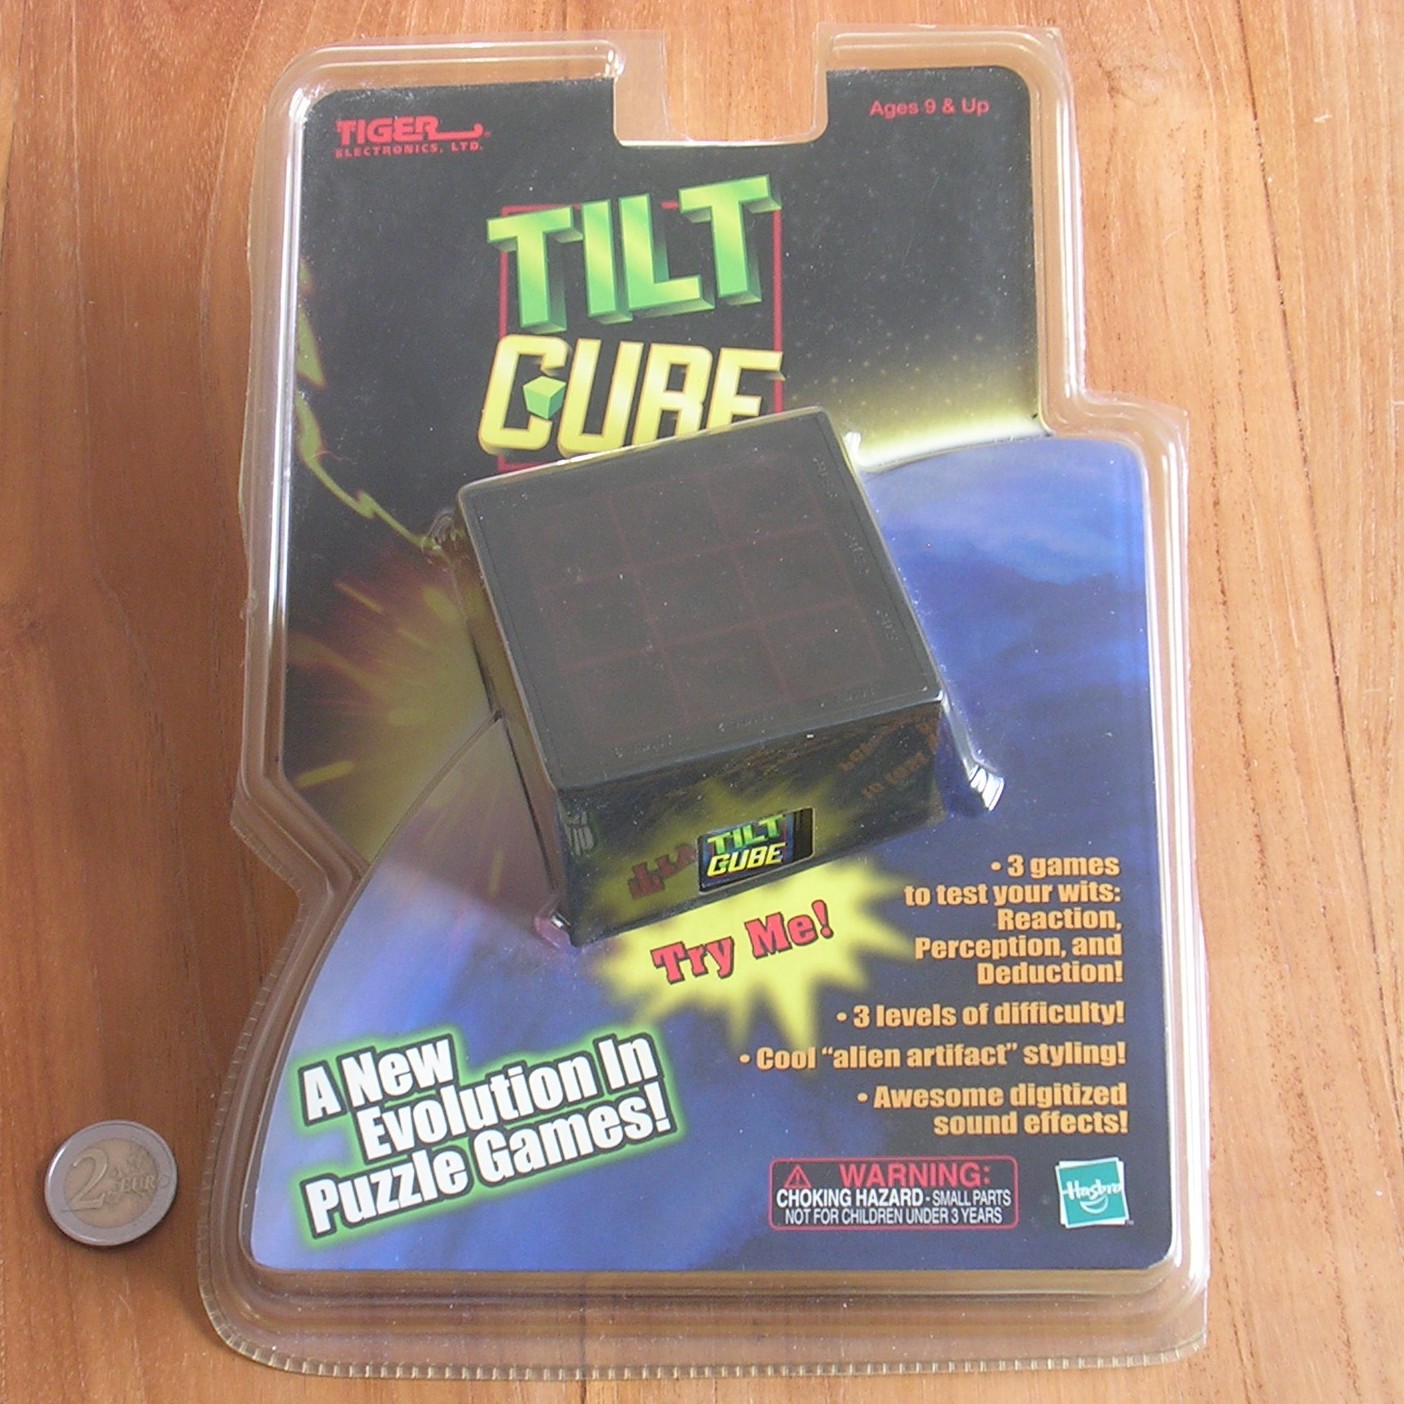 TIGER
ELECTRONICS, LTD.
Ages 9 & Up
TILT
CUBE
TILT
CUBE
Try Me!
• 3 games
to test your wits:
Reaction,
Perception, and
Deduction!
• 3 levels of difficulty!
• Cool “alien artifact” styling!
• Awesome digitized
sound effects!
A New
Evolution In
Puzzle Games!
WARNING:
CHOKING HAZARD - SMALL PARTS
NOT FOR CHILDREN UNDER 3 YEARS
Hasbro
2 EURO